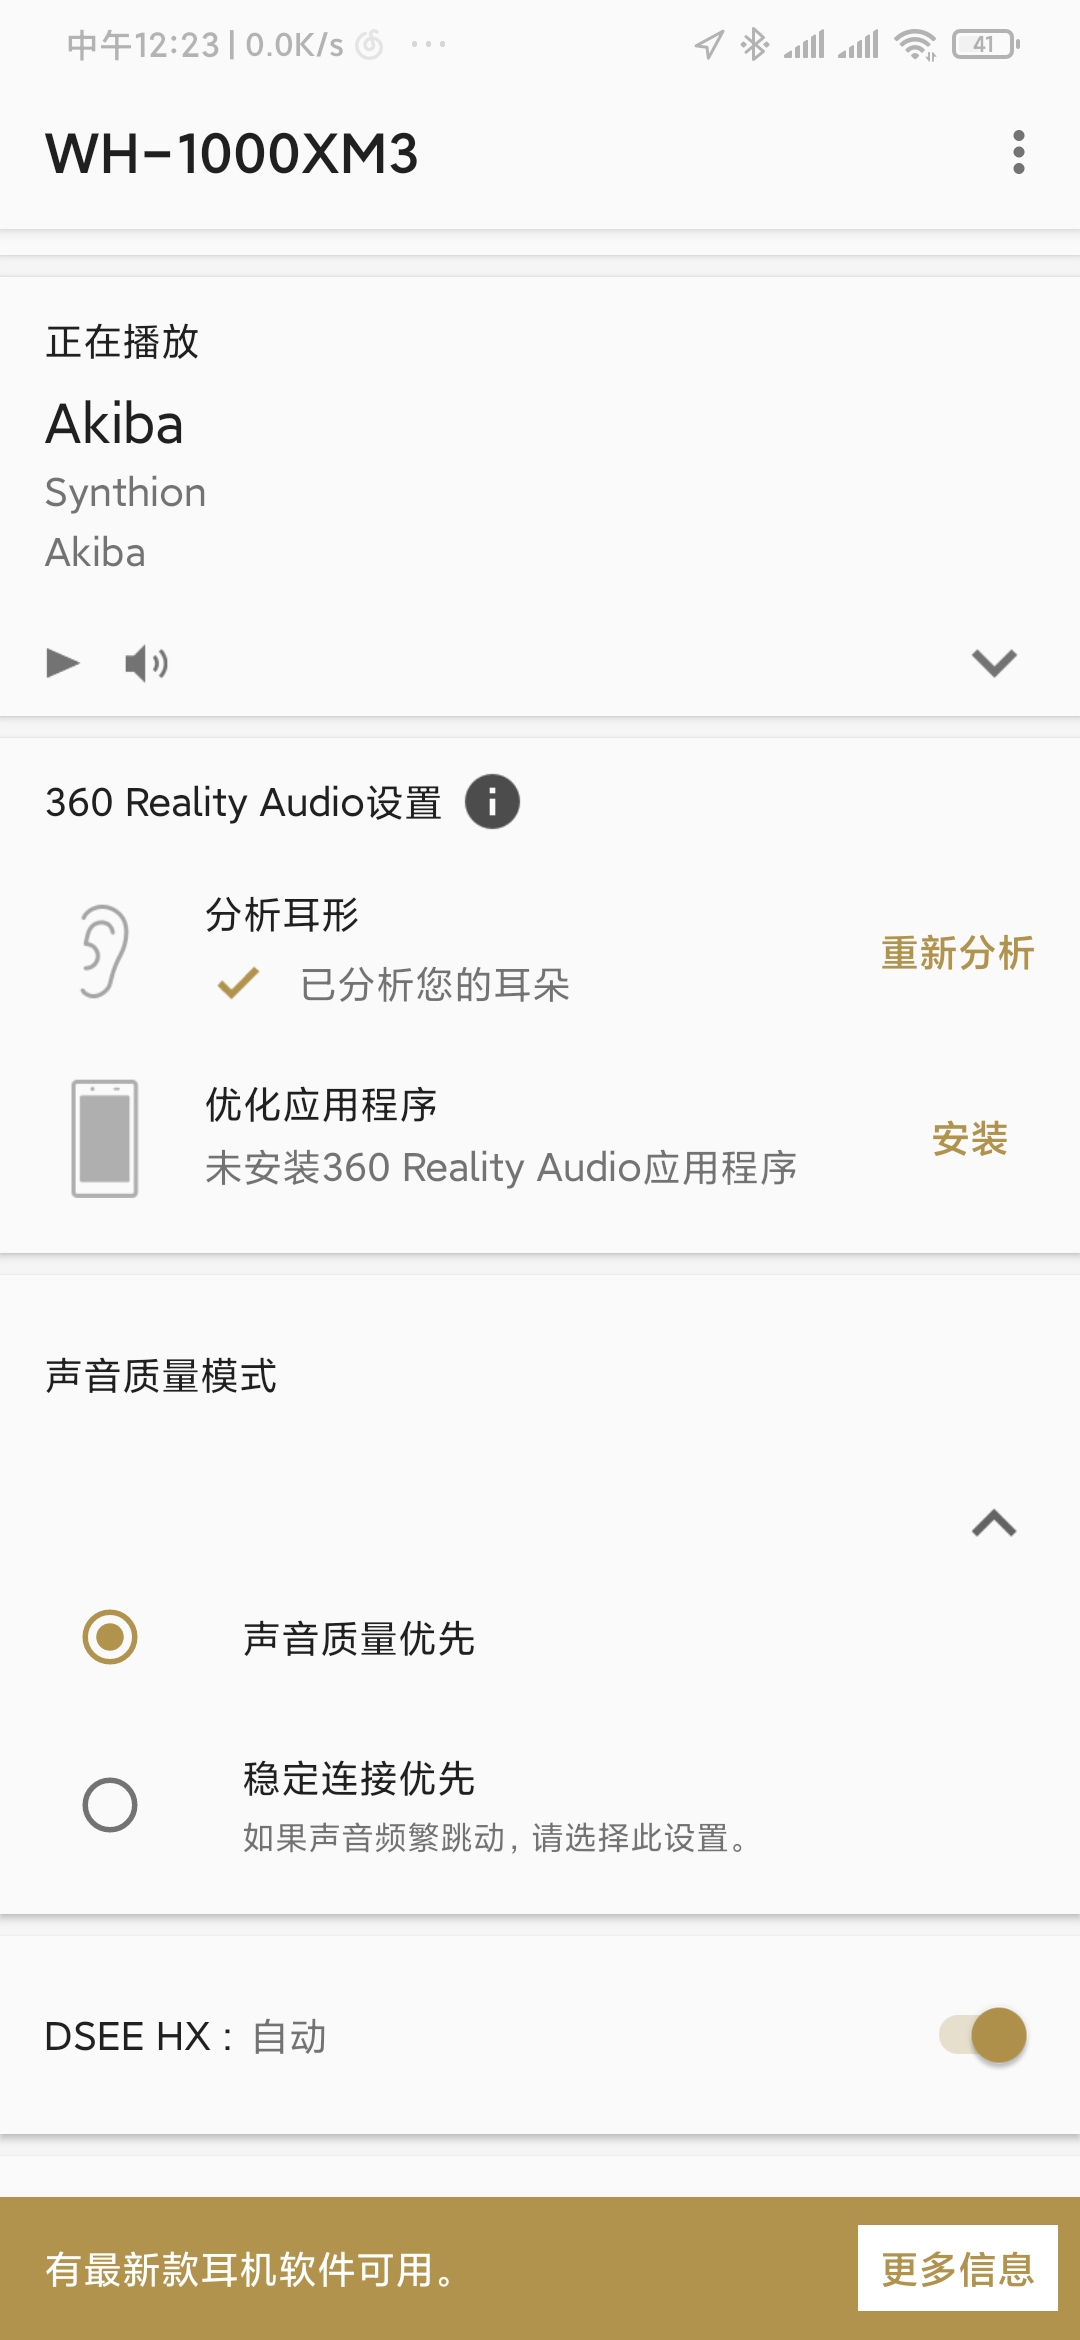 中午12:23 | 0.0K/s ···
41
WH-1000XM3
正在播放
Akiba
Synthion
Akiba
360 Reality Audio设置
分析耳形
已分析您的耳朵
重新分析
优化应用程序
未安装360 Reality Audio应用程序
安装
声音质量模式
声音质量优先
稳定连接优先
如果声音频繁跳动，请选择此设置。
DSEE HX : 自动
有最新款耳机软件可用。
更多信息